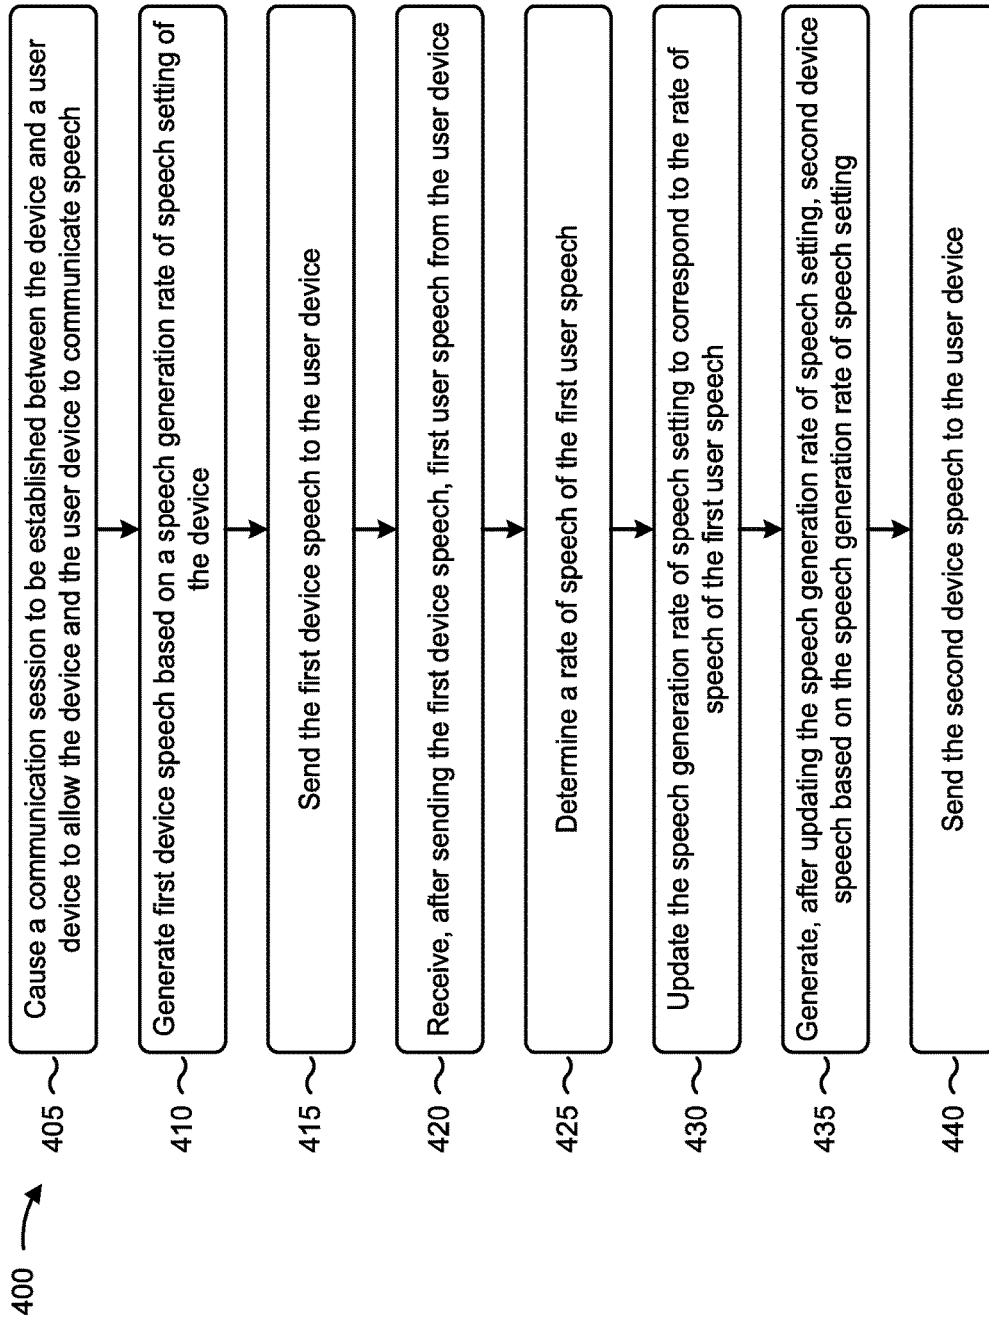 400
405
Cause a communication session to be established between the device and a user
device to allow the device and the user device to communicate speech
410
Generate first device speech based on a speech generation rate of speech setting of
the device
415
Send the first device speech to the user device
420
Receive, after sending the first device speech, first user speech from the user device
425
Determine a rate of speech of the first user speech
430
Update the speech generation rate of speech setting to correspond to the rate of
speech of the first user speech
435
Generate, after updating the speech generation rate of speech setting, second device
speech based on the speech generation rate of speech setting
440
Send the second device speech to the user device